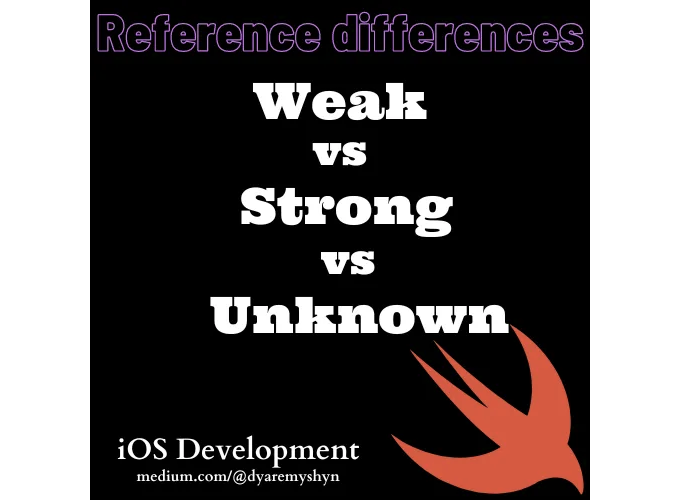 Reference differences
Weak
vs
Strong
vs
Unknown
iOS Development
medium.com/@dyaremyshyn